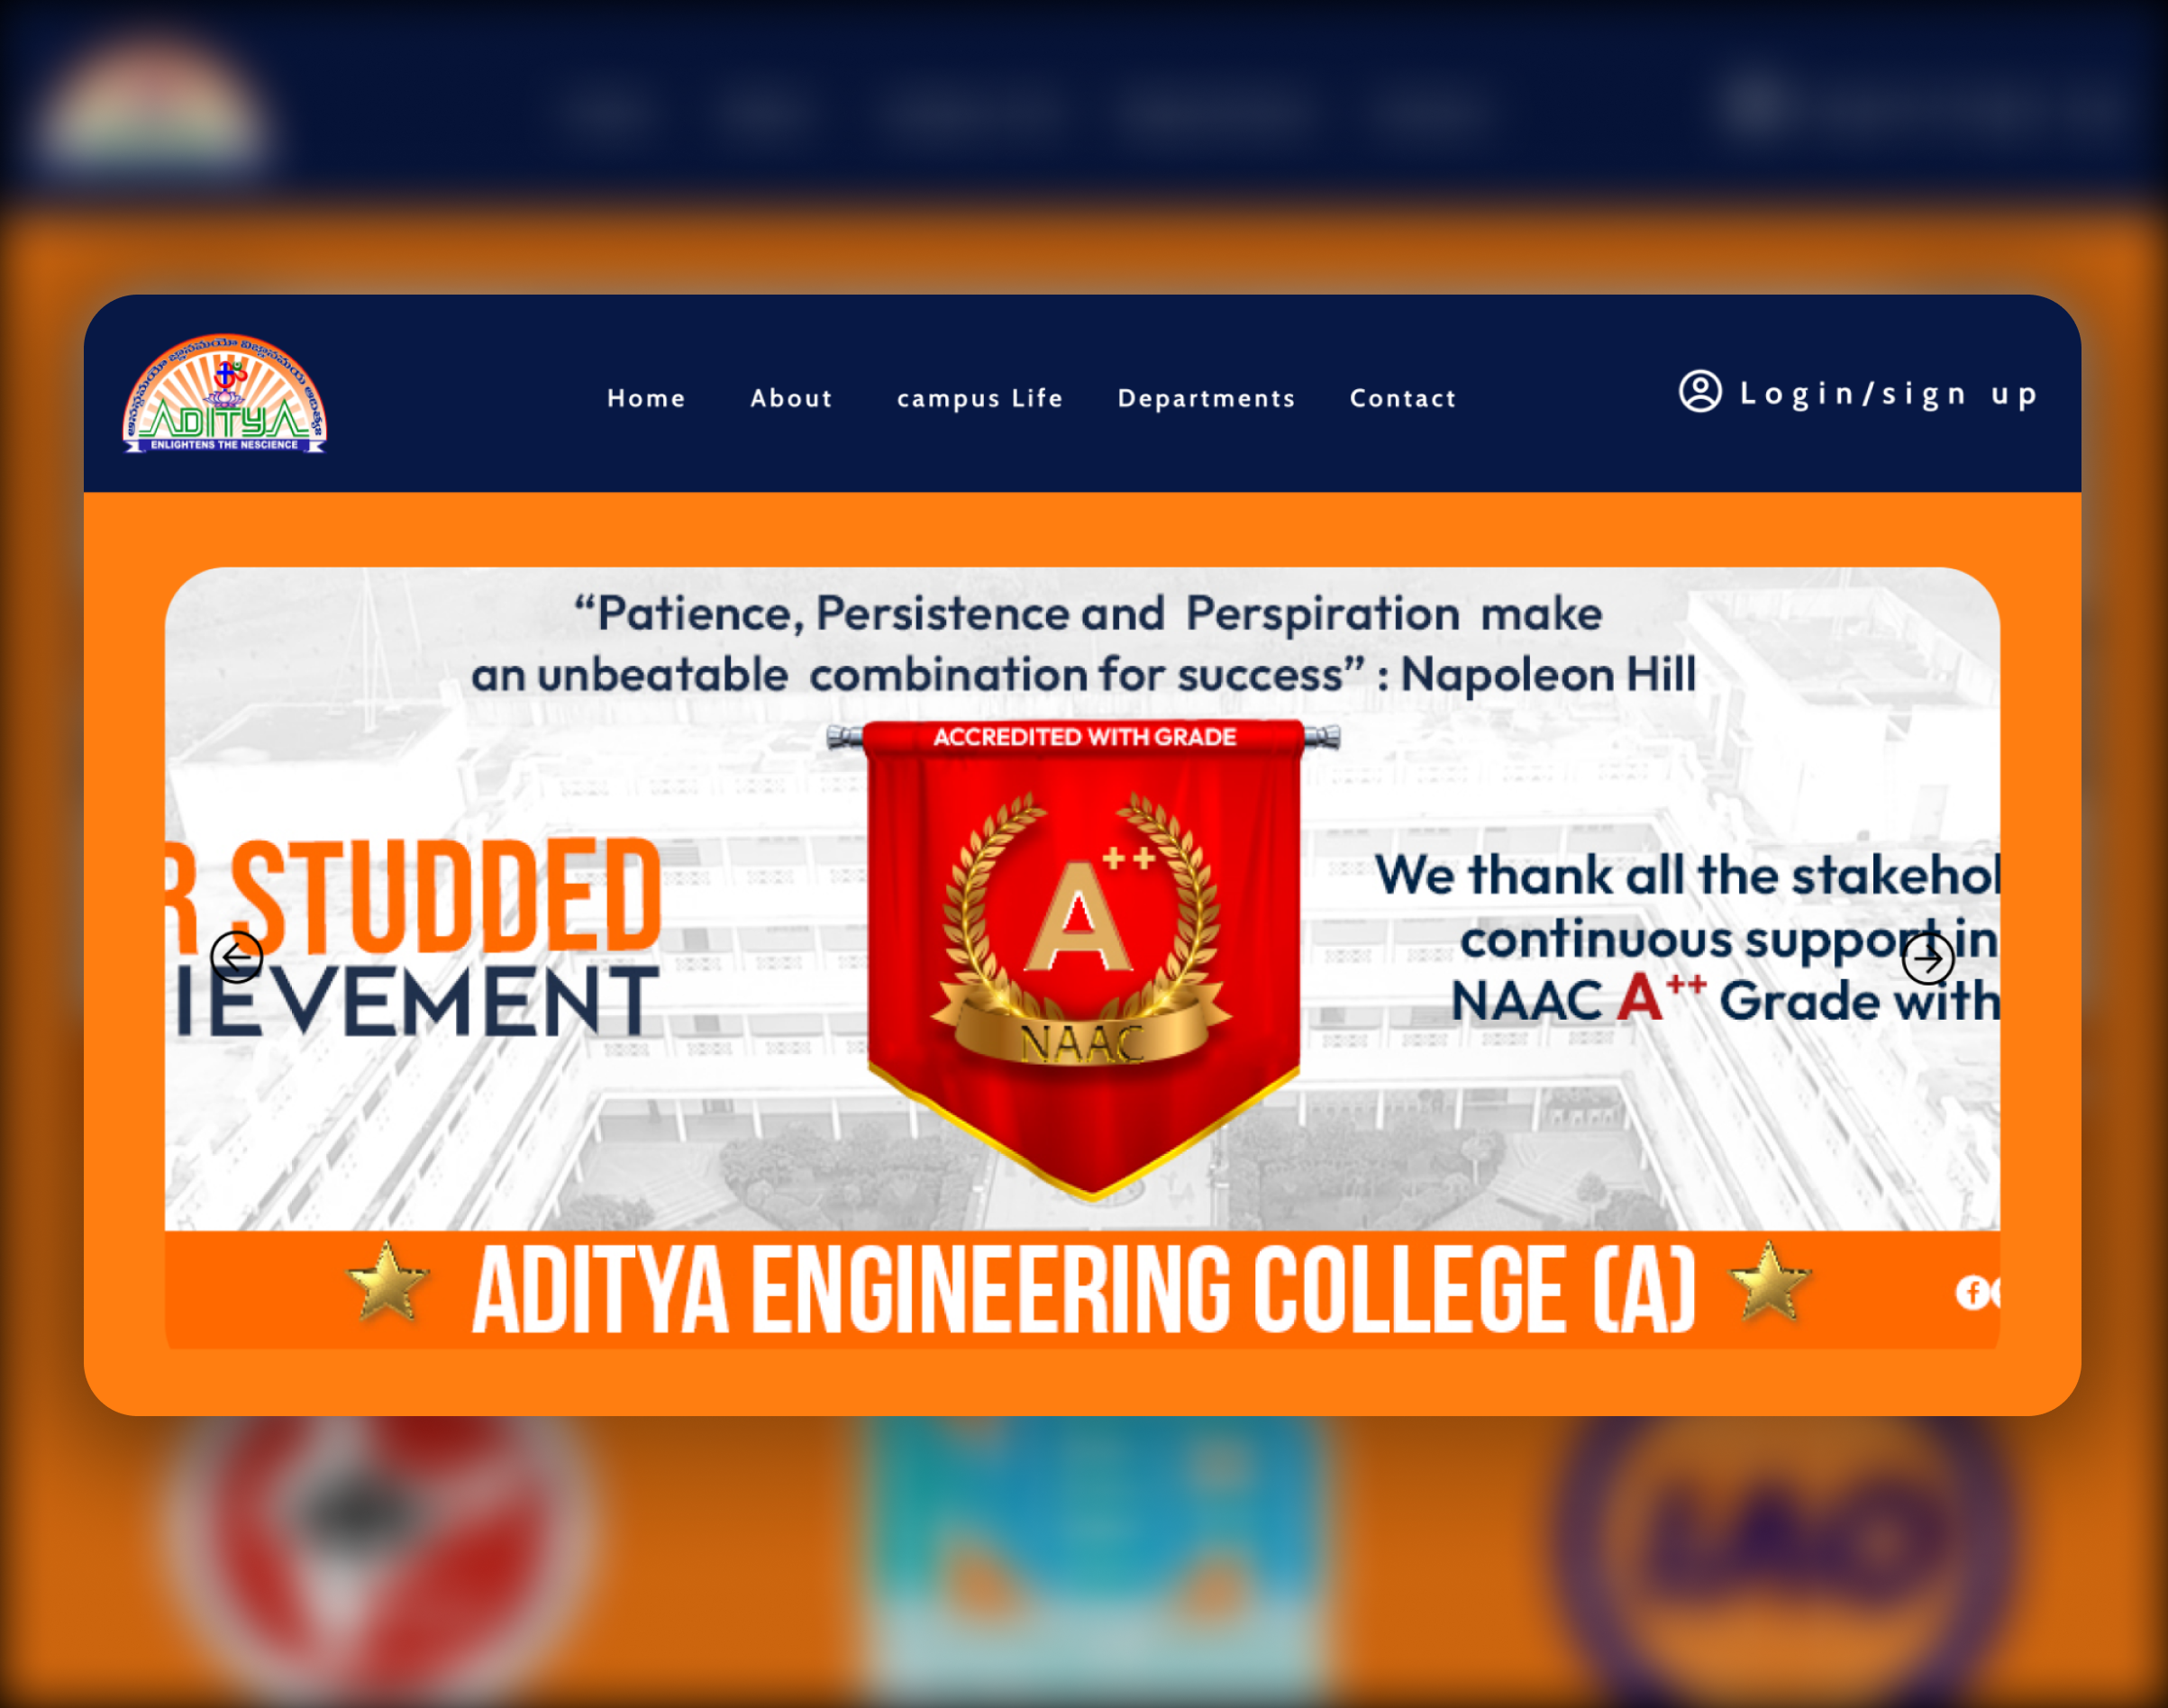 ADITYA
ENLIGHTENS THE NESCIENCE
Home About campus Life Departments Contact
Login/sign up
“Patience, Persistence and Perspiration make
an unbeatable combination for success” : Napoleon Hill
ACCREDITED WITH GRADE
A++
NAAC
R STUDDED
IEVEMENT
We thank all the stakehol
continuous support in
NAAC A++ Grade with
ADITYA ENGINEERING COLLEGE (A)